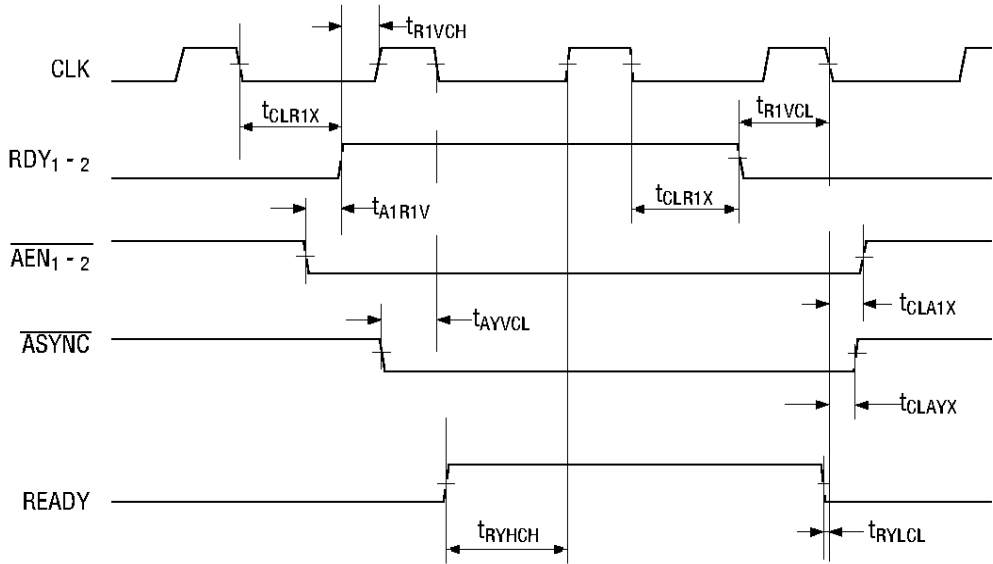 tR1VCH
CLK
tCLR1X
tR1VCL
RDY1 - 2
tCLR1X
tA1R1V
AEN1 - 2
tCLA1X
tAYVCL
ASYNC
tCLAYX
READY
tRYHCH
tRYLCL